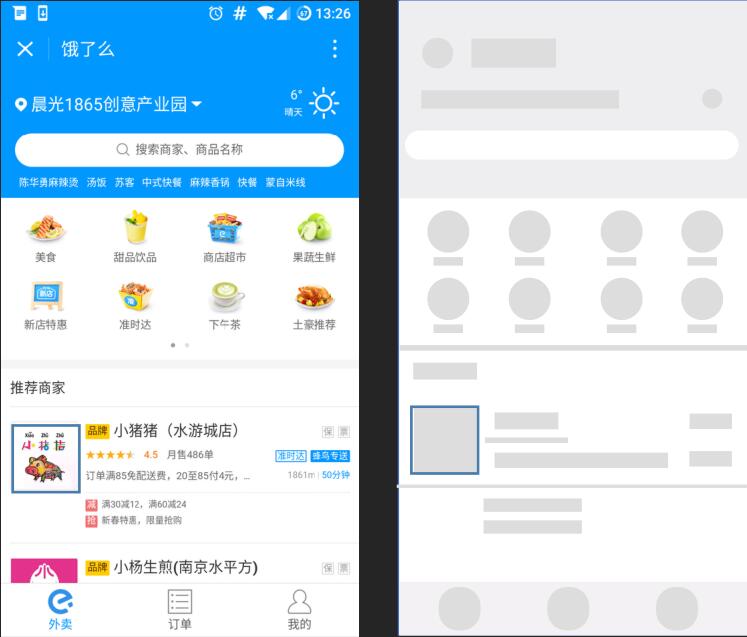 67 13:26
饿了么
晨光1865创意产业园
6°
晴天
搜索商家、商品名称
陈华勇麻辣烫 汤饭 苏客 中式快餐 麻辣香锅 快餐 蒙自米线
美食 甜品饮品 商店超市 果蔬生鲜
新店
新店特惠 准时达 下午茶 土豪推荐
推荐商家
品牌 小猪猪（水游城店） 保 票
小猪猪
4.5 月售486单 准时达 蜂鸟专送
订单满85免配送费，20至85付4元，... 1861m 50分钟
减 满30减12，满60减24
抢 新春特惠，限量抢购
品牌 小杨生煎(南京水平方) 保 票
外卖 订单 我的